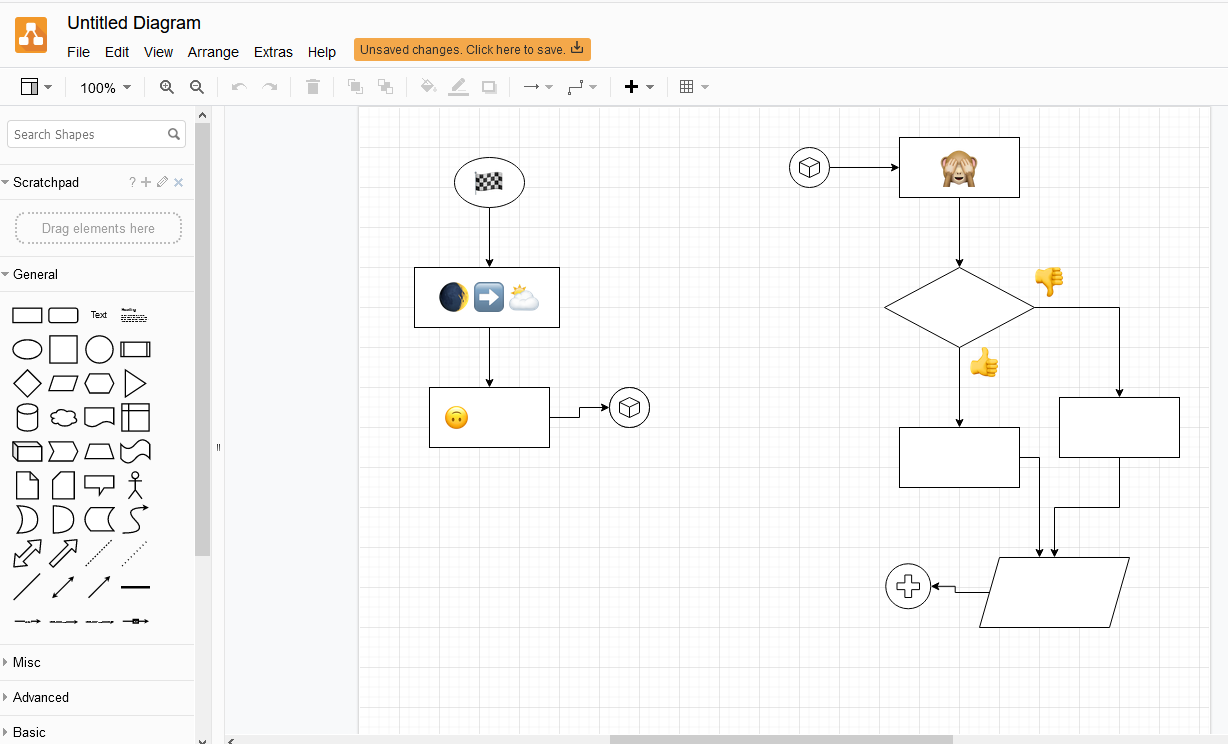 Untitled Diagram
File Edit View Arrange Extras Help Unsaved changes. Click here to save.
100%
Search Shapes
Scratchpad ?
Drag elements here
General
Text
Heading
Misc
Advanced
Basic